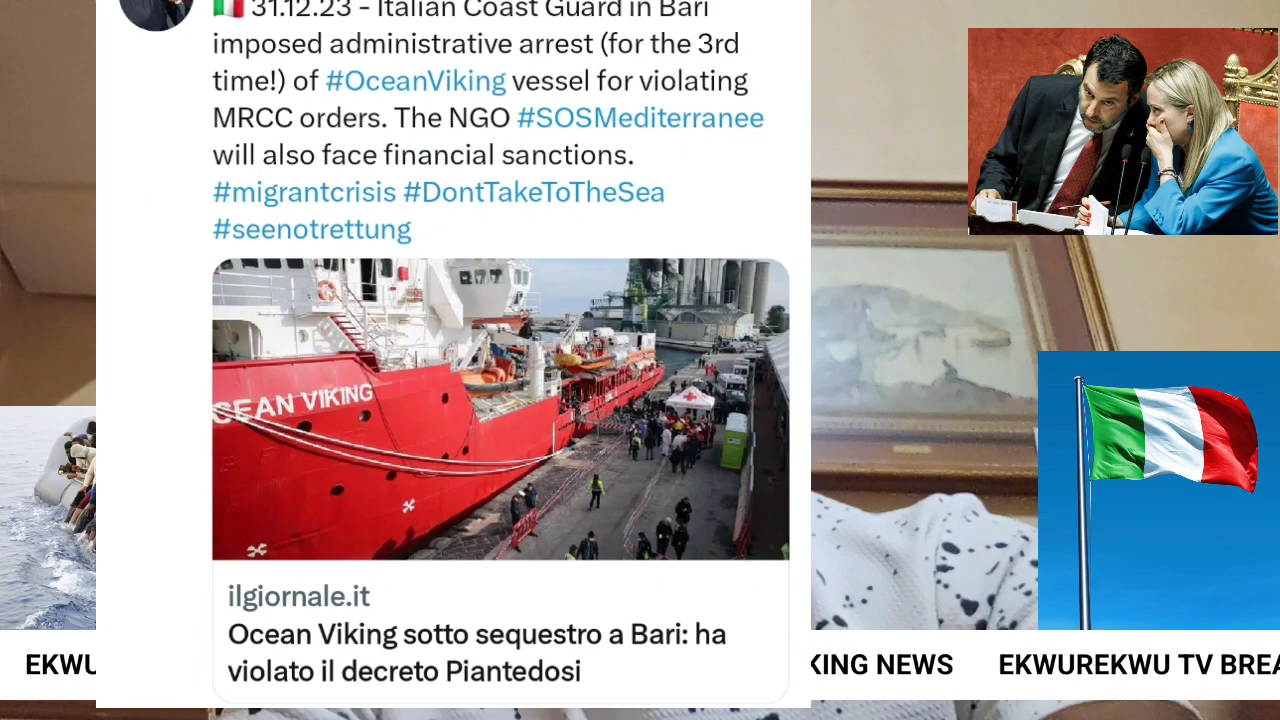 31.12.23 - Italian Coast Guard in Bari
imposed administrative arrest (for the 3rd
time!) of #OceanViking vessel for violating
MRCC orders. The NGO #SOSMediterranee
will also face financial sanctions.
#migrantcrisis #DontTakeToTheSea
#seenotrettung
OCEAN VIKING
ilgiornale.it
Ocean Viking sotto sequestro a Bari: ha
violato il decreto Piantedosi
EKWU
KING NEWS EKWUREKWU TV BREA